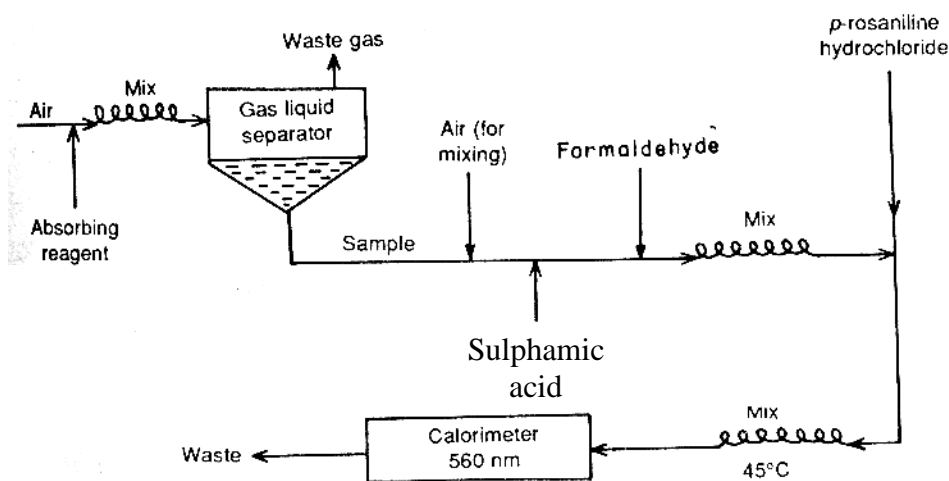 Air
Mix
Waste gas
Gas liquid
separator
Absorbing
reagent
Sample
Air (for
mixing)
Formaldehyde
Sulphamic
acid
Mix
p-rosaniline
hydrochloride
Mix
45°C
Calorimeter
560 nm
Waste